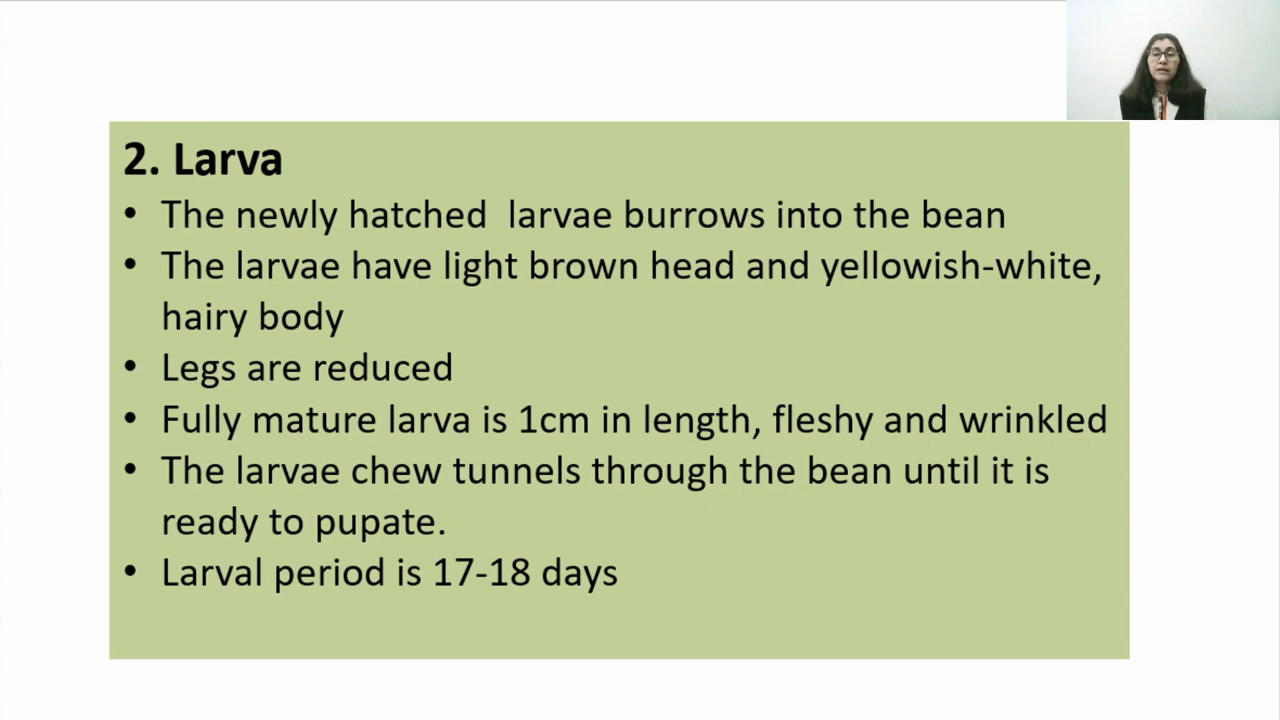 2. Larva
• The newly hatched  larvae burrows into the bean
• The larvae have light brown head and yellowish-white,
hairy body
• Legs are reduced
• Fully mature larva is 1cm in length, fleshy and wrinkled
• The larvae chew tunnels through the bean until it is
ready to pupate.
• Larval period is 17-18 days